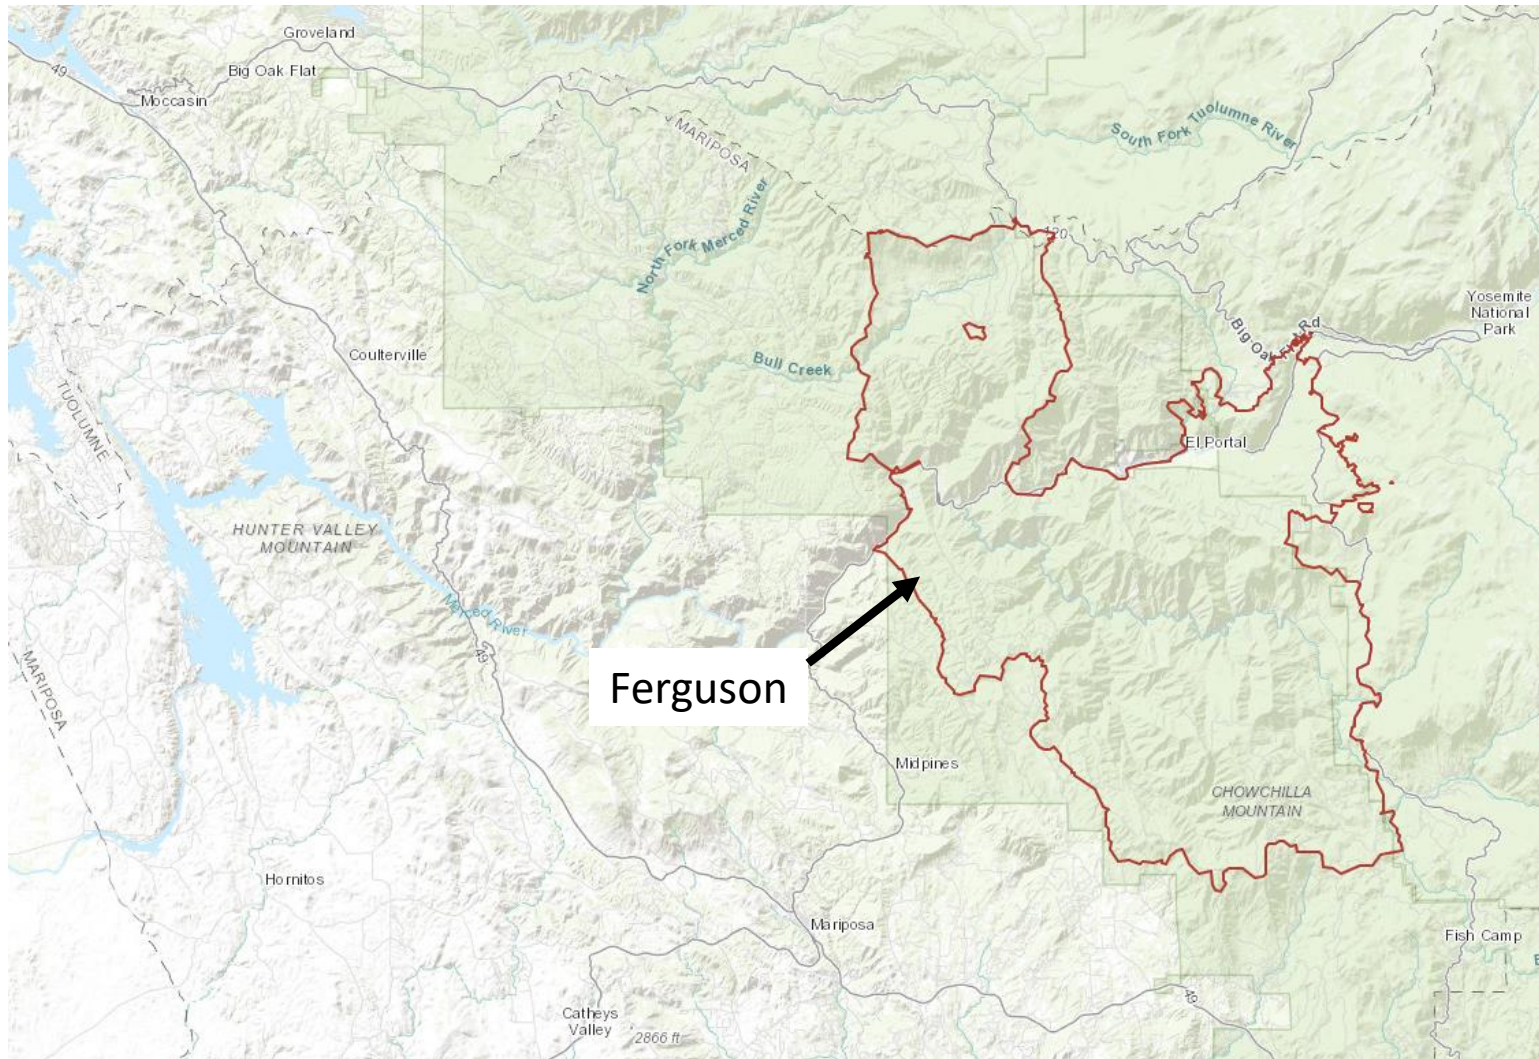 Groveland
Big Oak Flat
49
Moccasin
MARIPOSA
South Fork Tuolumne River
North Fork Merced River
120
Yosemite
National
Park
Big Oak Flat Rd
Coulterville
Bull Creek
TUOLUMNE
El Portal
HUNTER VALLEY
MOUNTAIN
Merced River
49
Ferguson
MARIPOSA
Midpines
CHOWCHILLA
MOUNTAIN
Hornitos
Mariposa
Fish Camp
49
Catheys
Valley
2866 ft